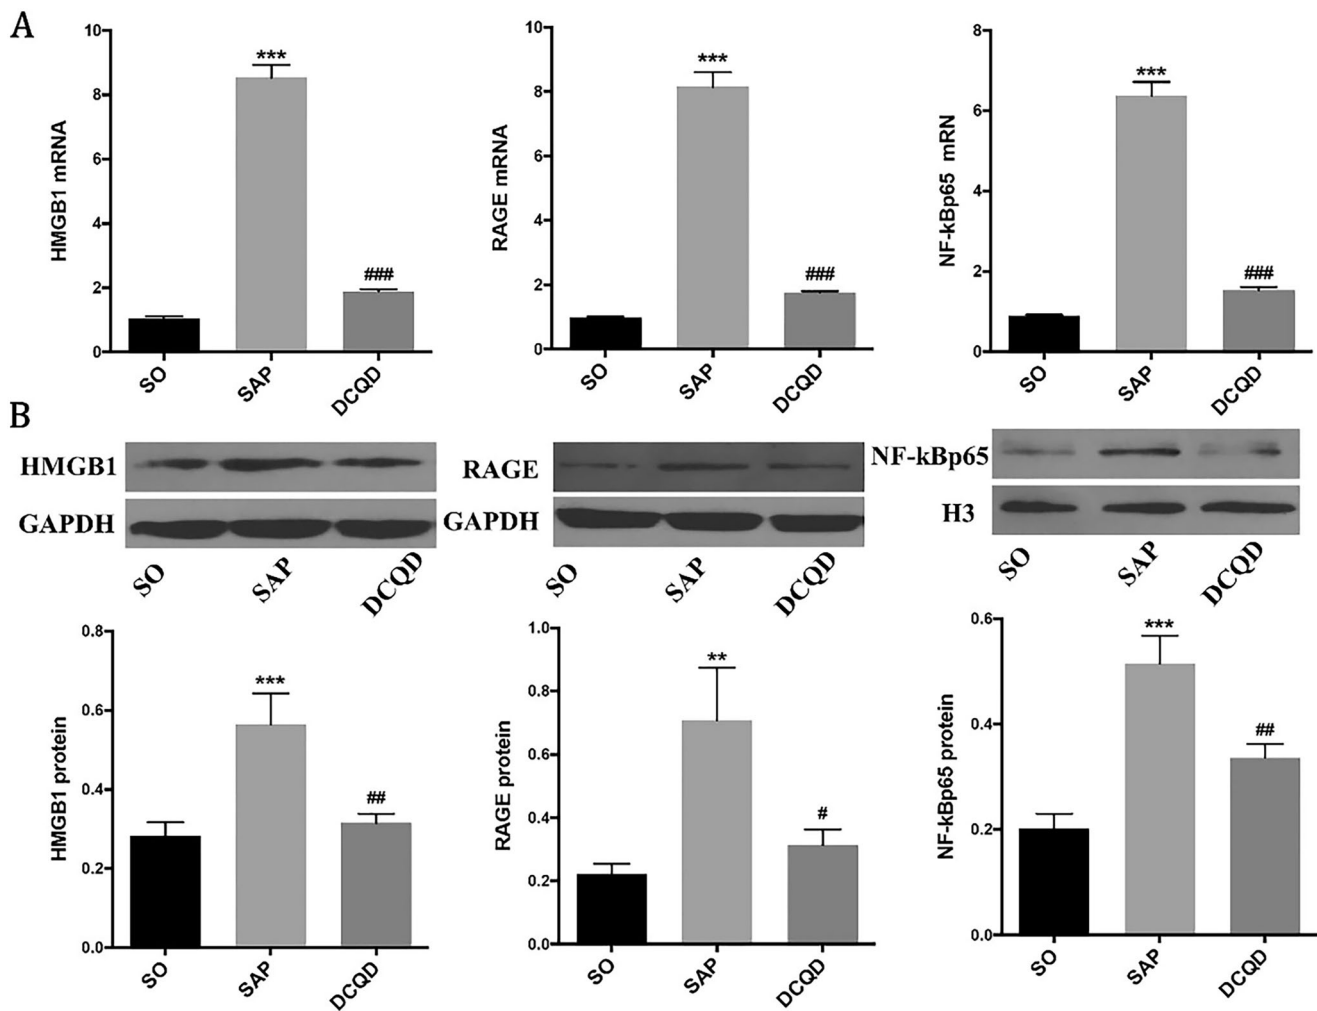 A
HMGB1 mRNA
10
8
6
4
2
0
***
###
SO
SAP
DCQD
RAGE mRNA
10
8
6
4
2
0
***
###
SO
SAP
DCQD
NF-kBp65 mRN
8
6
4
2
0
***
###
SO
SAP
DCQD
B
HMGB1
GAPDH
SO
SAP
DCQD
RAGE
GAPDH
SO
SAP
DCQD
NF-kBp65
H3
SO
SAP
DCQD
HMGB1 protein
0.8
0.6
0.4
0.2
0.0
***
##
SO
SAP
DCQD
RAGE protein
1.0
0.8
0.6
0.4
0.2
0.0
**
#
SO
SAP
DCQD
NF-kBp65 protein
0.6
0.4
0.2
0.0
***
##
SO
SAP
DCQD